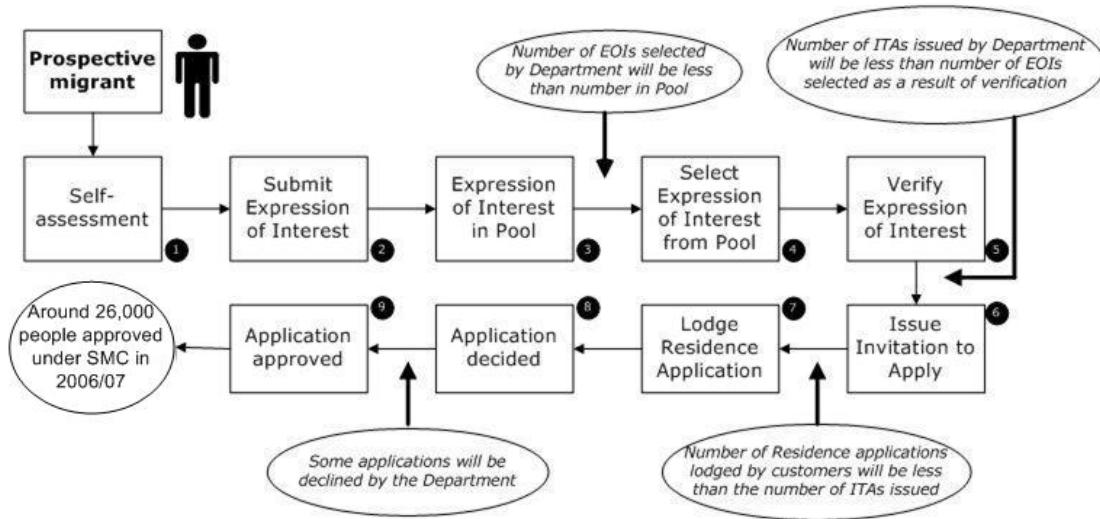 Prospective
migrant
Number of EOIs selected
by Department will be less
than number in Pool
Number of ITAs issued by Department
will be less than number of EOIs
selected as a result of verification
Self-
assessment
1
Submit
Expression
of Interest
2
Expression
of Interest
in Pool
3
Select
Expression
of Interest
from Pool
4
Verify
Expression
of Interest
5
Issue
Invitation to
Apply
6
Lodge
Residence
Application
7
Application
decided
8
Application
approved
9
Around 26,000
people approved
under SMC in
2006/07
Some applications will be
declined by the Department
Number of Residence applications
lodged by customers will be less
than the number of ITAs issued